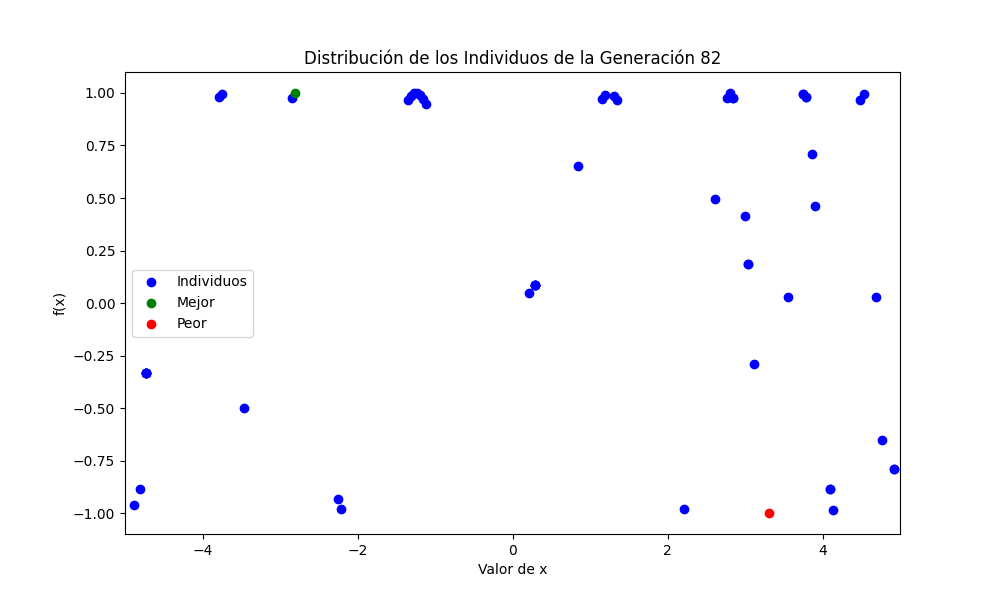 Distribución de los Individuos de la Generación 82
f(x)
1.00
0.75
0.50
0.25
0.00
−0.25
−0.50
−0.75
−1.00
Individuos
Mejor
Peor
−4 −2 0 2 4
Valor de x